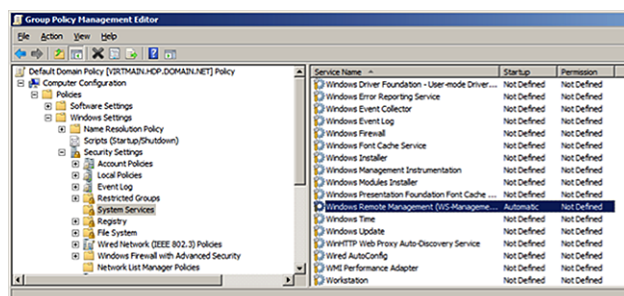 Group Policy Management Editor
File Action View Help
Default Domain Policy [VIRTMAIN.HDP.DOMAIN.NET] Policy
Computer Configuration
Policies
Software Settings
Windows Settings
Name Resolution Policy
Scripts (Startup/Shutdown)
Security Settings
Account Policies
Local Policies
Event Log
Restricted Groups
System Services
Registry
File System
Wired Network (IEEE 802.3) Policies
Windows Firewall with Advanced Security
Network List Manager Policies
Service Name Startup Permission
Windows Driver Foundation - User-mode Driver... Not Defined Not Defined
Windows Error Reporting Service Not Defined Not Defined
Windows Event Collector Not Defined Not Defined
Windows Event Log Not Defined Not Defined
Windows Firewall Not Defined Not Defined
Windows Font Cache Service Not Defined Not Defined
Windows Installer Not Defined Not Defined
Windows Management Instrumentation Not Defined Not Defined
Windows Modules Installer Not Defined Not Defined
Windows Presentation Foundation Font Cache ... Not Defined Not Defined
Windows Remote Management (WS-Manageme... Automatic Not Defined
Windows Time Not Defined Not Defined
Windows Update Not Defined Not Defined
WinHTTP Web Proxy Auto-Discovery Service Not Defined Not Defined
Wired AutoConfig Not Defined Not Defined
WMI Performance Adapter Not Defined Not Defined
Workstation Not Defined Not Defined